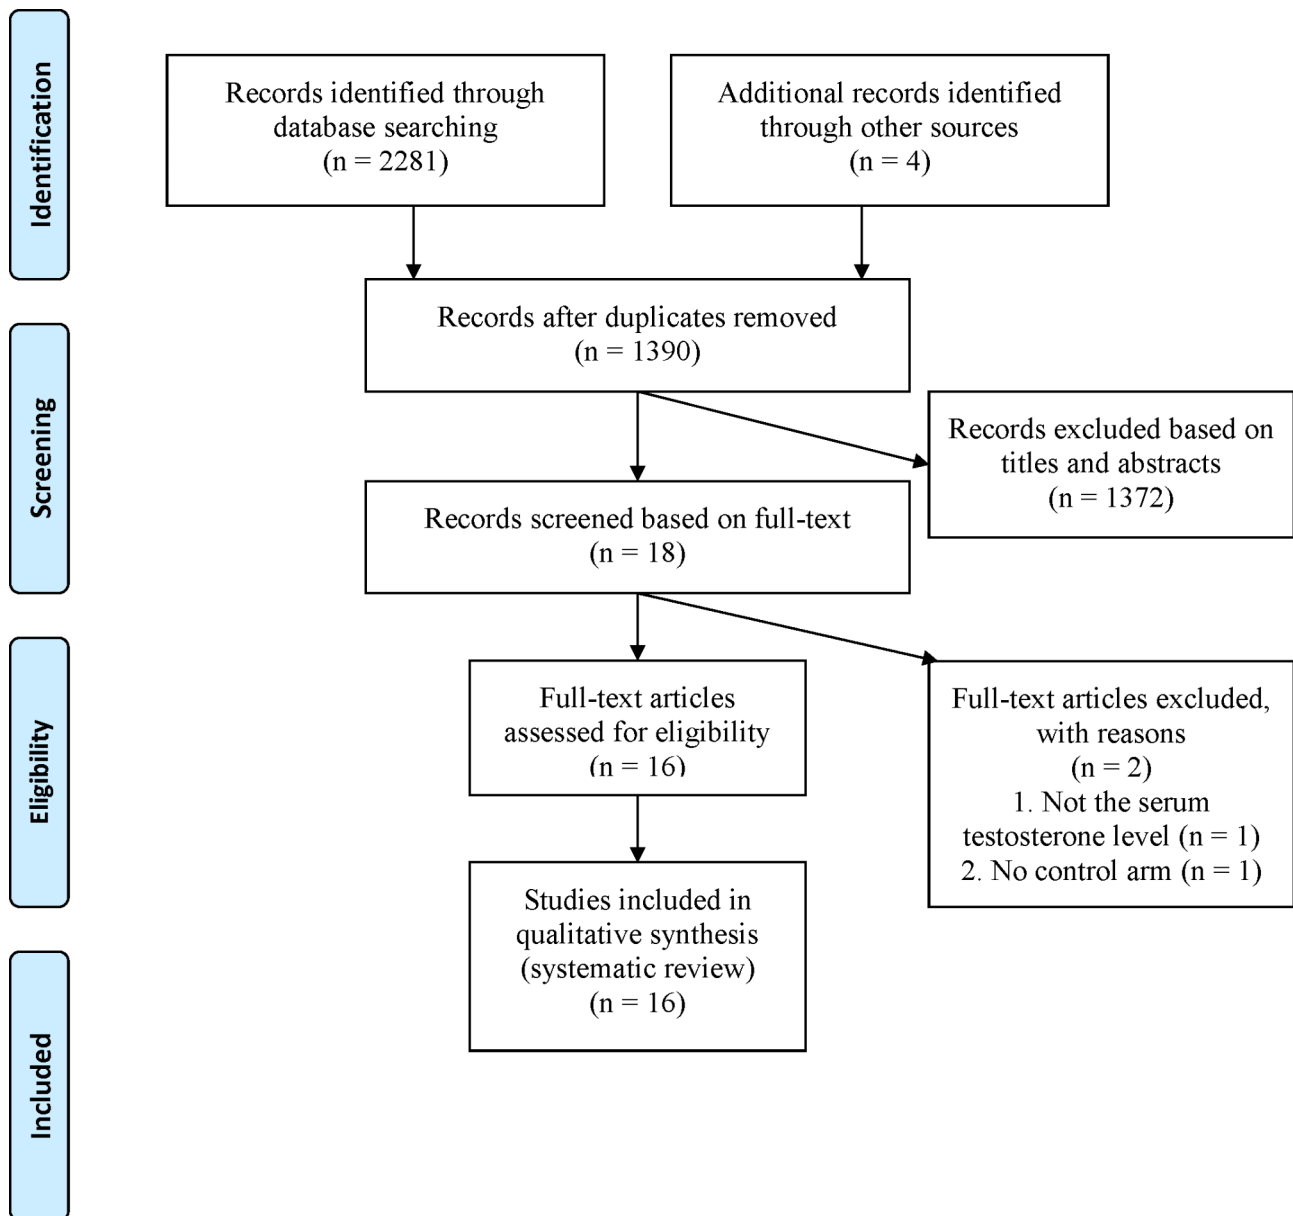 Identification
Records identified through
database searching
(n = 2281)
Additional records identified
through other sources
(n = 4)
Screening
Records after duplicates removed
(n = 1390)
Records excluded based on
titles and abstracts
(n = 1372)
Records screened based on full-text
(n = 18)
Eligibility
Full-text articles
assessed for eligibility
(n = 16)
Full-text articles excluded,
with reasons
(n = 2)
1. Not the serum
testosterone level (n = 1)
2. No control arm (n = 1)
Included
Studies included in
qualitative synthesis
(systematic review)
(n = 16)